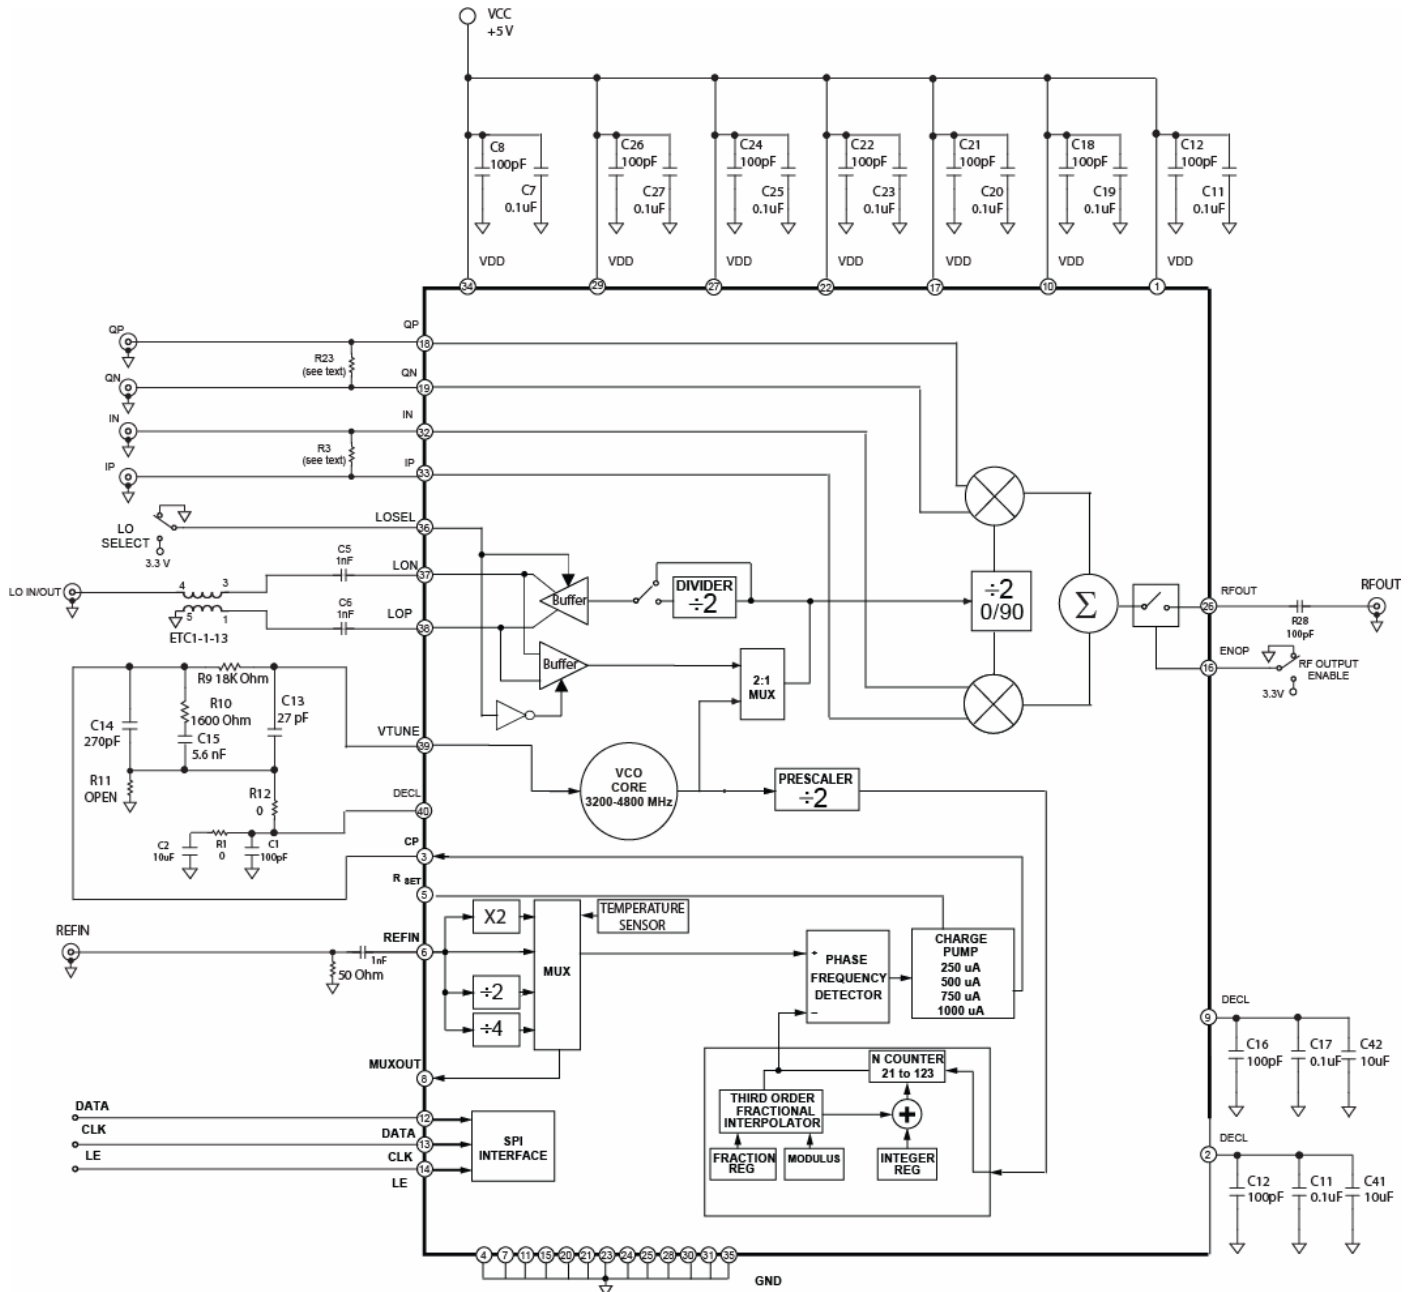 VCC
+5 V
C8
100pF
C7
0.1uF
C26
100pF
C27
0.1uF
C24
100pF
C25
0.1uF
C22
100pF
C23
0.1uF
C21
100pF
C20
0.1uF
C18
100pF
C19
0.1uF
C12
100pF
C11
0.1uF
VDD
VDD
VDD
VDD
VDD
VDD
VDD
34
29
27
22
17
10
1
QP
QP
18
R23
(see text)
QN
QN
19
IN
IN
32
R3
(see text)
IP
IP
33
LO
SELECT
3.3 V
LOSEL
36
C5
1nF
LON
37
LO IN/OUT
4
3
5
1
ETC1-1-13
C6
1nF
LOP
38
Buffer
DIVIDER
÷2
Buffer
2:1
MUX
÷2
0/90
Σ
26
RFOUT
R28
100pF
RFOUT
ENOP
16
RF OUTPUT
ENABLE
3.3V
R9 18K Ohm
R10
1600 Ohm
C13
27 pF
C14
270pF
C15
5.6 nF
R11
OPEN
R12
0
C2
10uF
R1
0
C1
100pF
VTUNE
39
DECL
40
CP
3
R SET
5
VCO
CORE
3200-4800 MHz
PRESCALER
÷2
REFIN
50 Ohm
1nF
REFIN
6
X2
÷2
÷4
MUX
TEMPERATURE
SENSOR
MUXOUT
8
+
PHASE
FREQUENCY
DETECTOR
–
CHARGE
PUMP
250 uA
500 uA
750 uA
1000 uA
N COUNTER
21 to 123
THIRD ORDER
FRACTIONAL
INTERPOLATOR
+
FRACTION
REG
MODULUS
INTEGER
REG
DATA
CLK
LE
12
DATA
13
CLK
14
LE
SPI
INTERFACE
DECL
9
C16
100pF
C17
0.1uF
C42
10uF
DECL
2
C12
100pF
C11
0.1uF
C41
10uF
4
7
11
15
20
21
23
24
25
28
30
31
35
GND